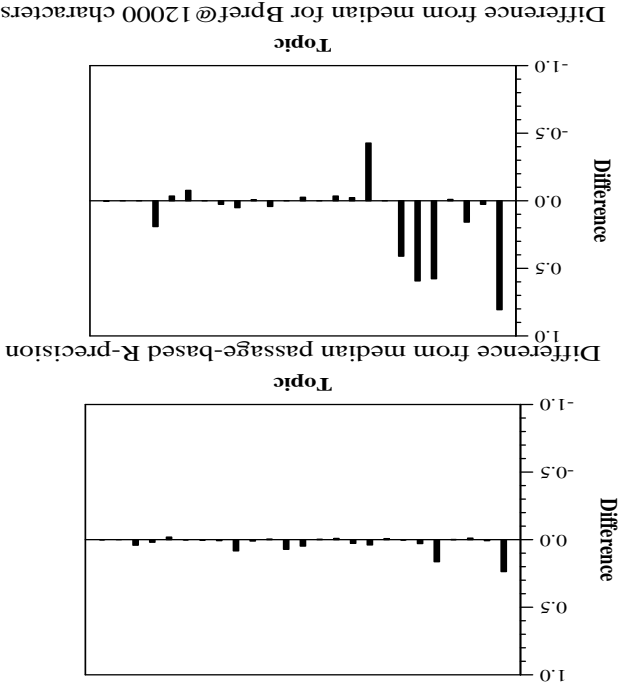 1.0
0.5
Difference
0.0
-0.5
-1.0
Topic
Difference from median passage-based R-precision
1.0
0.5
Difference
0.0
-0.5
-1.0
Topic
Difference from median for Bpref@12000 characters